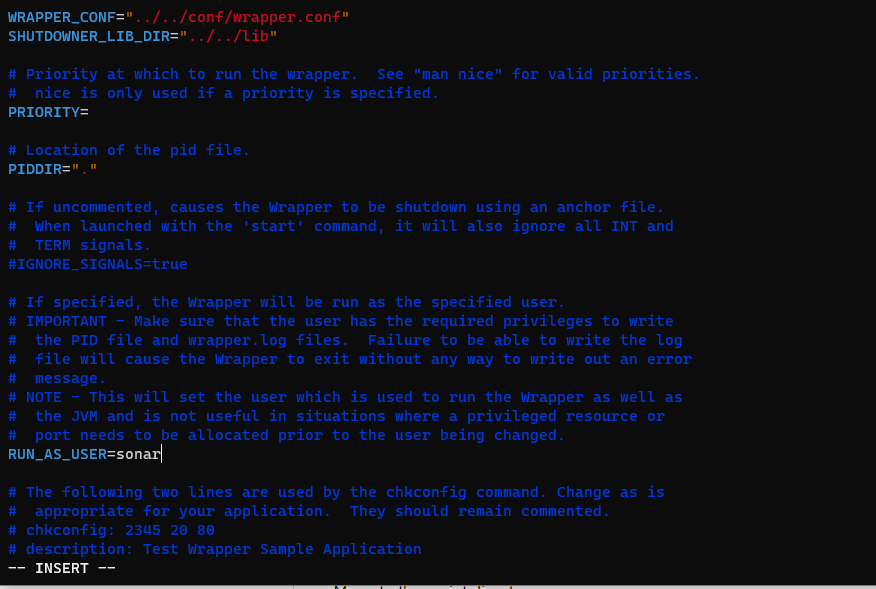 WRAPPER_CONF="../../conf/wrapper.conf"
SHUTDOWNER_LIB_DIR="../../lib"
# Priority at which to run the wrapper.  See "man nice" for valid priorities.
#  nice is only used if a priority is specified.
PRIORITY=
# Location of the pid file.
PIDDIR="."
# If uncommented, causes the Wrapper to be shutdown using an anchor file.
#  When launched with the 'start' command, it will also ignore all INT and
#  TERM signals.
#IGNORE_SIGNALS=true
# If specified, the Wrapper will be run as the specified user.
# IMPORTANT - Make sure that the user has the required privileges to write
#  the PID file and wrapper.log files.  Failure to be able to write the log
#  file will cause the Wrapper to exit without any way to write out an error
#  message.
# NOTE - This will set the user which is used to run the Wrapper as well as
#  the JVM and is not useful in situations where a privileged resource or
#  port needs to be allocated prior to the user being changed.
RUN_AS_USER=sonar
# The following two lines are used by the chkconfig command. Change as is
#  appropriate for your application.  They should remain commented.
# chkconfig: 2345 20 80
# description: Test Wrapper Sample Application
-- INSERT --